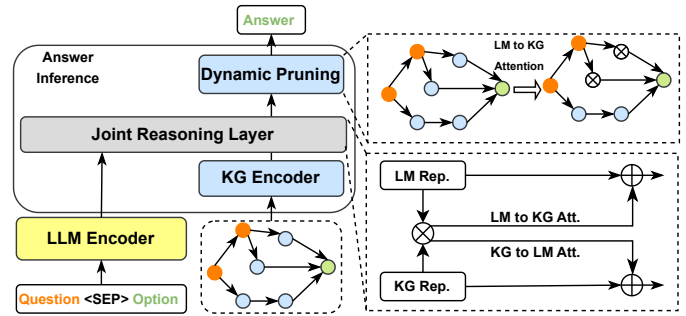 Answer
Answer
Inference
Dynamic Pruning
Joint Reasoning Layer
KG Encoder
LLM Encoder
Question <SEP> Option
LM to KG
Attention
LM Rep.
LM to KG Att.
KG to LM Att.
KG Rep.